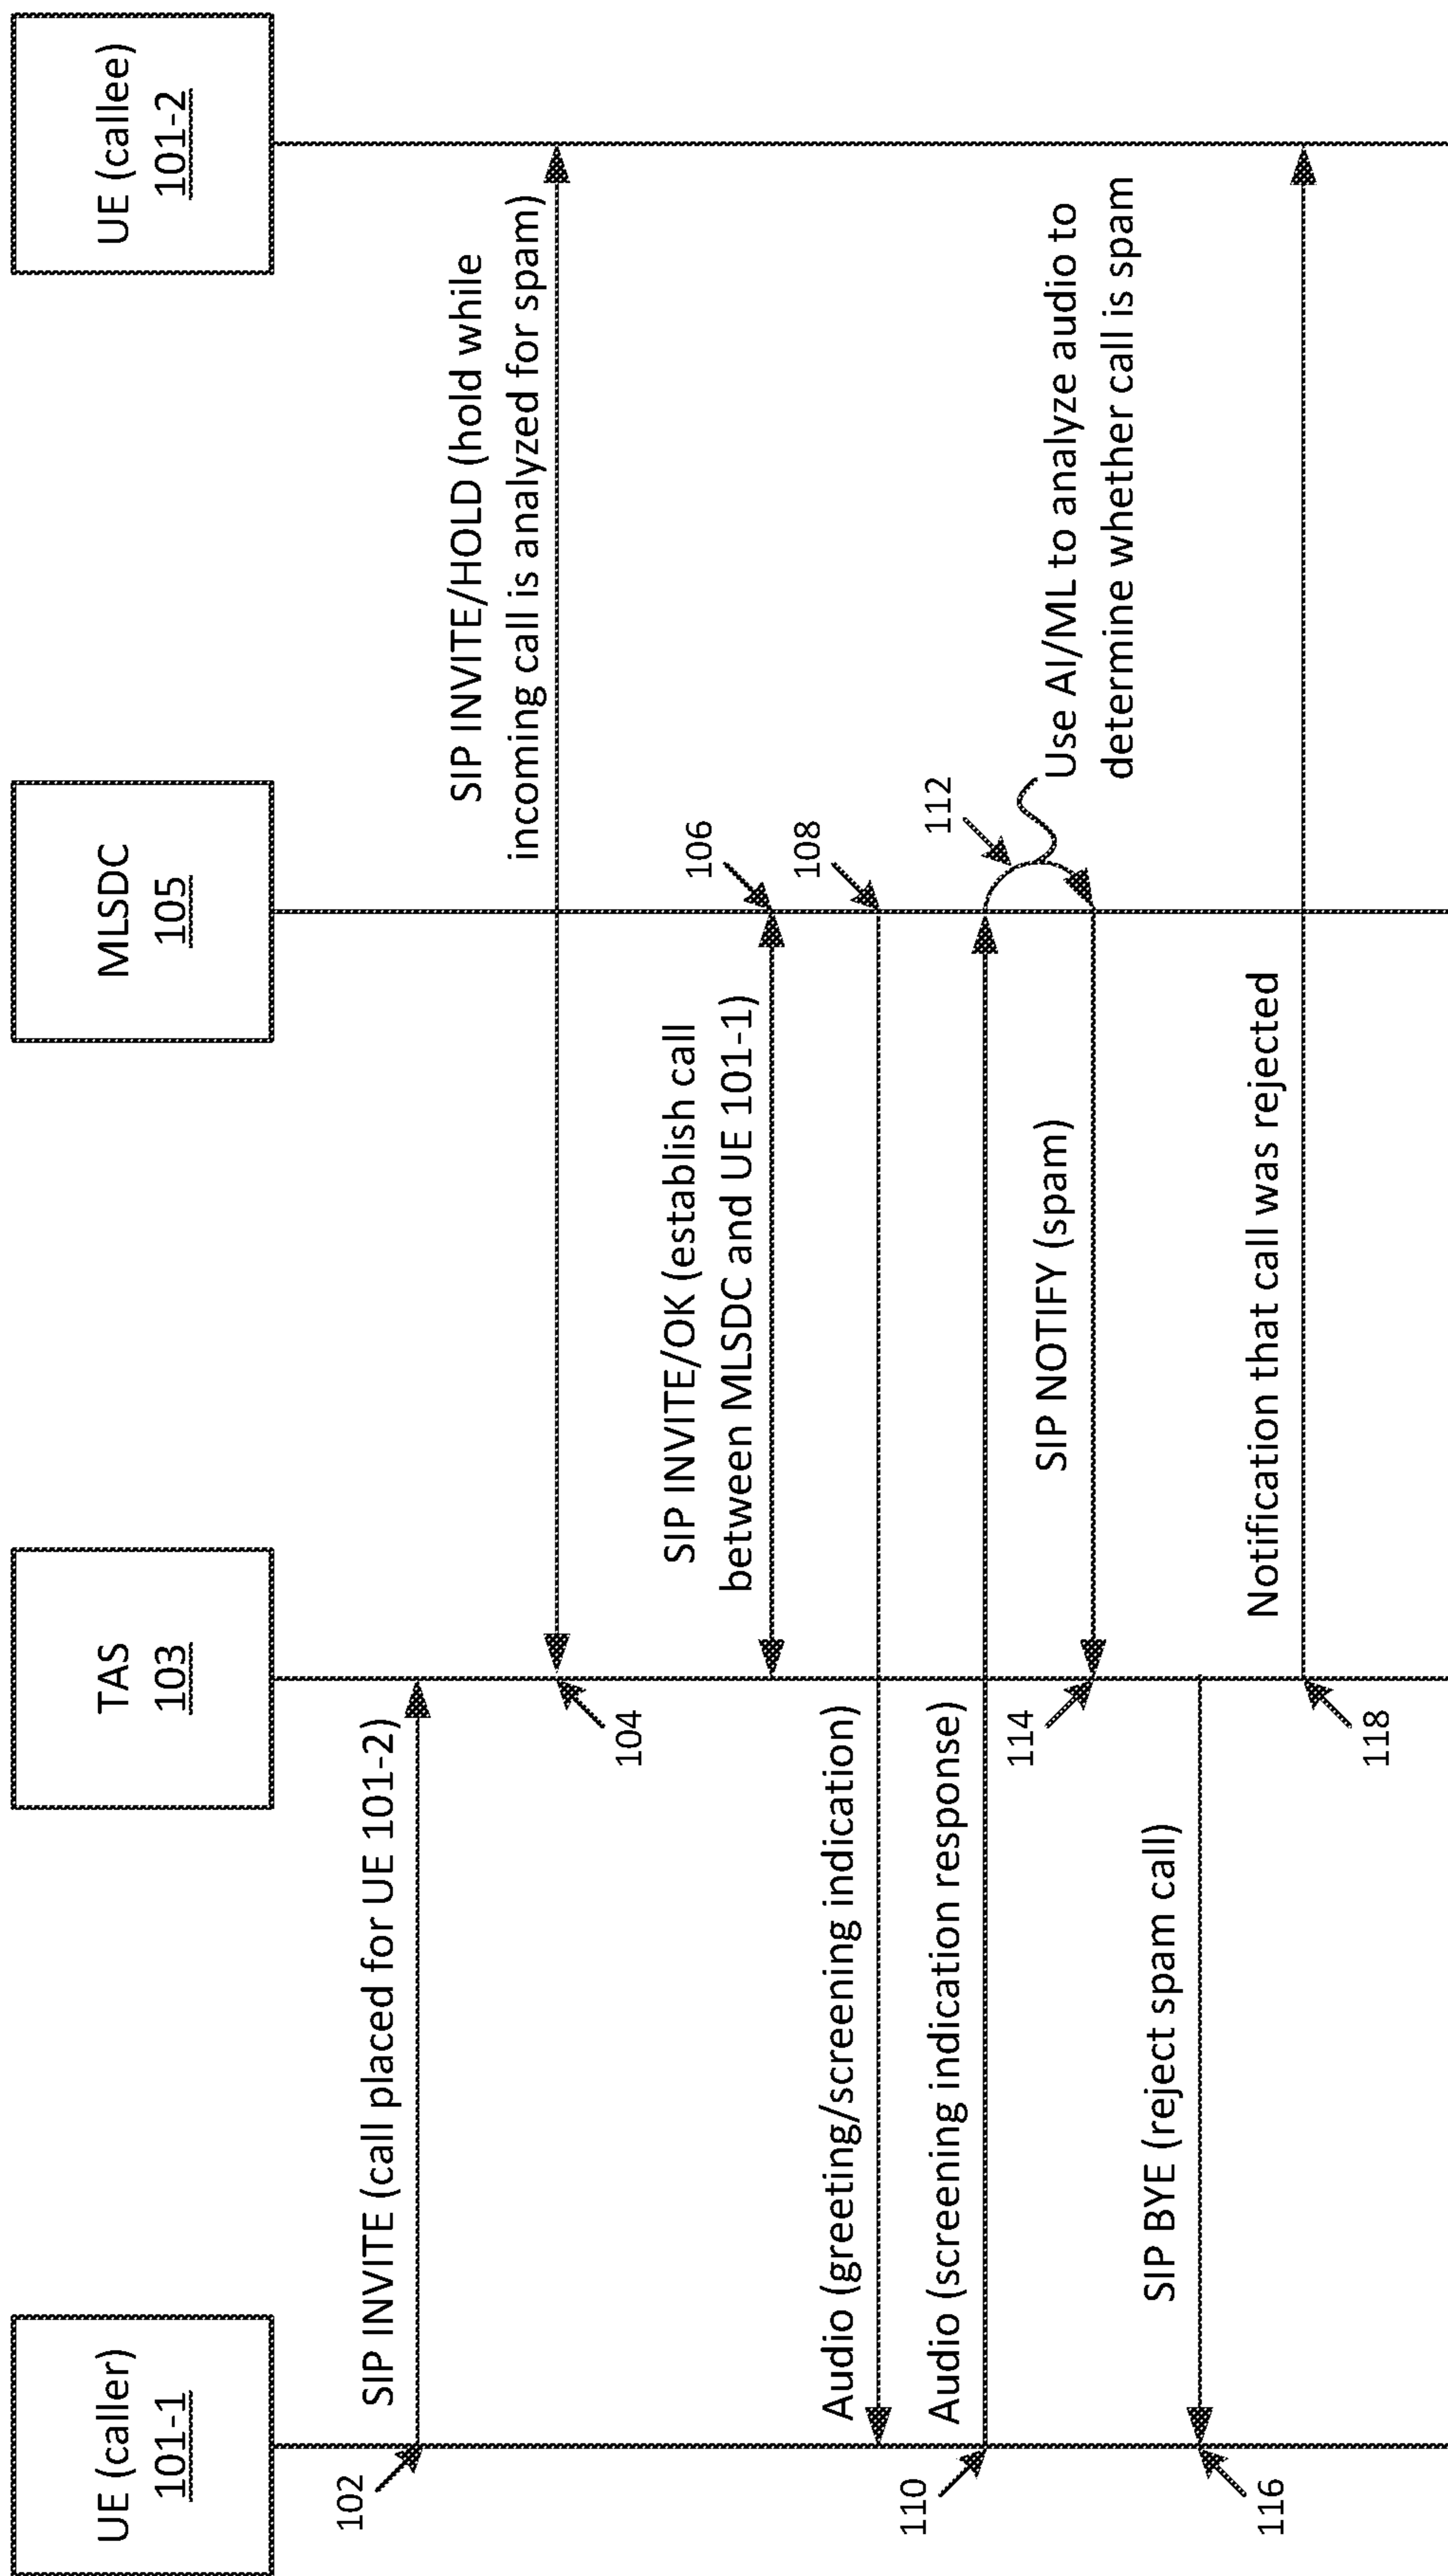 UE (caller)
101-1
TAS
103
MLSDC
105
UE (callee)
101-2
102
SIP INVITE (call placed for UE 101-2)
104
SIP INVITE/HOLD (hold while
incoming call is analyzed for spam)
SIP INVITE/OK (establish call
between MLSDC and UE 101-1)
106
Audio (greeting/screening indication)
108
110
Audio (screening indication response)
112
Use AI/ML to analyze audio to
determine whether call is spam
SIP NOTIFY (spam)
114
SIP BYE (reject spam call)
116
Notification that call was rejected
118